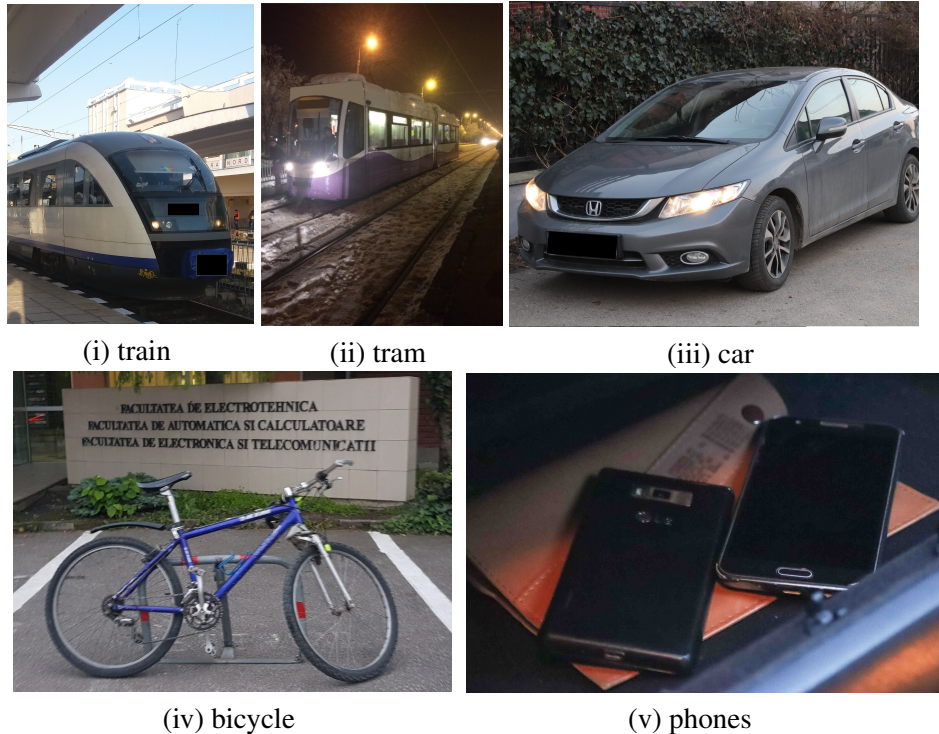 NORD
(i) train
(ii) tram
(iii) car
FACULTATEA DE ELECTROTEHNICA
FACULTATEA DE AUTOMATICA SI CALCULATOARE
FACULTATEA DE ELECTRONICA SI TELECOMUNICATII
(iv) bicycle
(v) phones